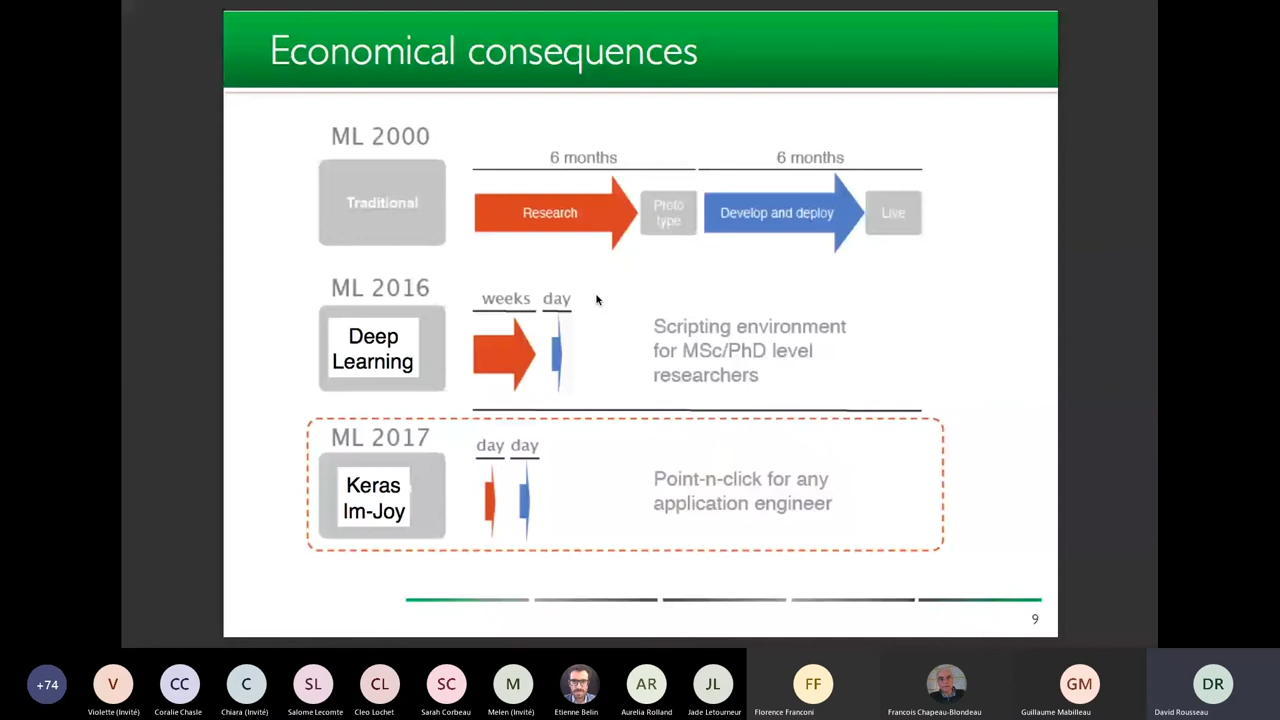 Economical consequences
ML 2000
6 months
6 months
Traditional
Research
Proto
type
Develop and deploy
Live
ML 2016
weeks day
Deep
Learning
Scripting environment
for MSc/PhD level
researchers
ML 2017
day day
Keras
Im-Joy
Point-n-click for any
application engineer
9
+74
V
CC
C
SL
CL
SC
M
AR
JL
FF
GM
DR
Violette (Invité)
Coralie Chasle
Chiara (Invité)
Salome Lecomte
Cleo Lochet
Sarah Corbeau
Melen (Invité)
Etienne Belin
Aurelia Rolland
Jade Letourneur
Florence Franconi
Francois Chapeau-Blondeau
Guillaume Mabilleau
David Rousseau